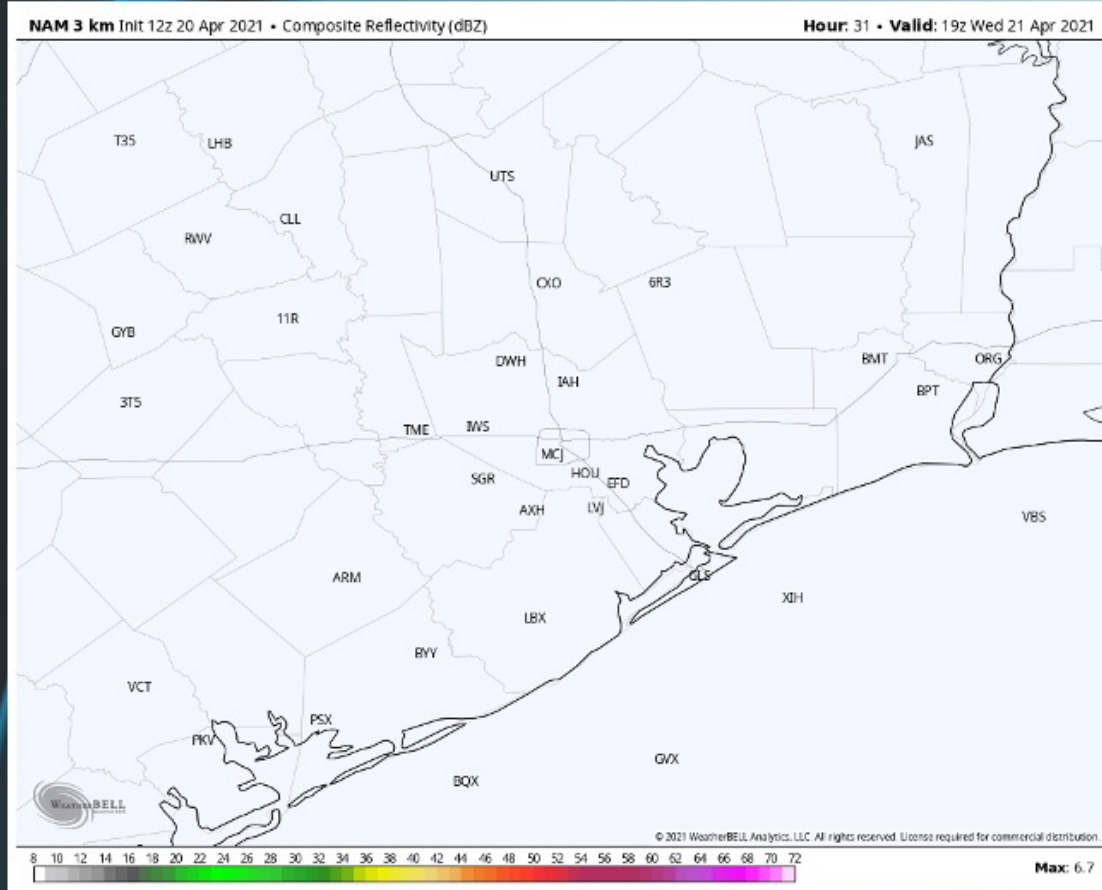 NAM 3 km Init 12z 20 Apr 2021 • Composite Reflectivity (dBZ) Hour: 31 • Valid: 19z Wed 21 Apr 2021
T35 LHB JAS
UTS
CLL
RWV
CXO 6R3
11R
GYB
DWH BMT ORG
IAH
BPT
3T5
TME IWS
MCJ
HOU
SGR EFD
AXH LVJ
VBS
ARM GLS
XIH
LBX
BYY
VCT
PSX
PKV
GVX
BQX
WEATHERBELL
© 2021 WeatherBELL Analytics, LLC. All rights reserved. License required for commercial distribution.
8 10 12 14 16 18 20 22 24 26 28 30 32 34 36 38 40 42 44 46 48 50 52 54 56 58 60 62 64 66 68 70 72
Max: 6.7